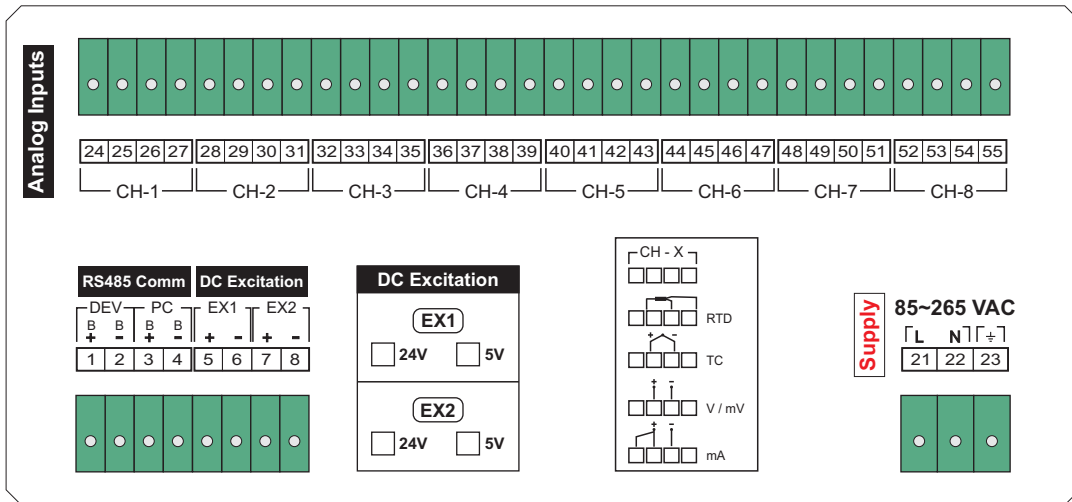 Analog Inputs
24 25 26 27 28 29 30 31 32 33 34 35 36 37 38 39 40 41 42 43 44 45 46 47 48 49 50 51 52 53 54 55
CH-1 CH-2 CH-3 CH-4 CH-5 CH-6 CH-7 CH-8
RS485 Comm DC Excitation
DEV PC EX1 EX2
B B B B
+ - + - + - + -
1 2 3 4 5 6 7 8
DC Excitation
EX1
24V 5V
EX2
24V 5V
CH - X
RTD
+ -
TC
+ -
V / mV
+ -
mA
Supply
85~265 VAC
L N ⏚
21 22 23